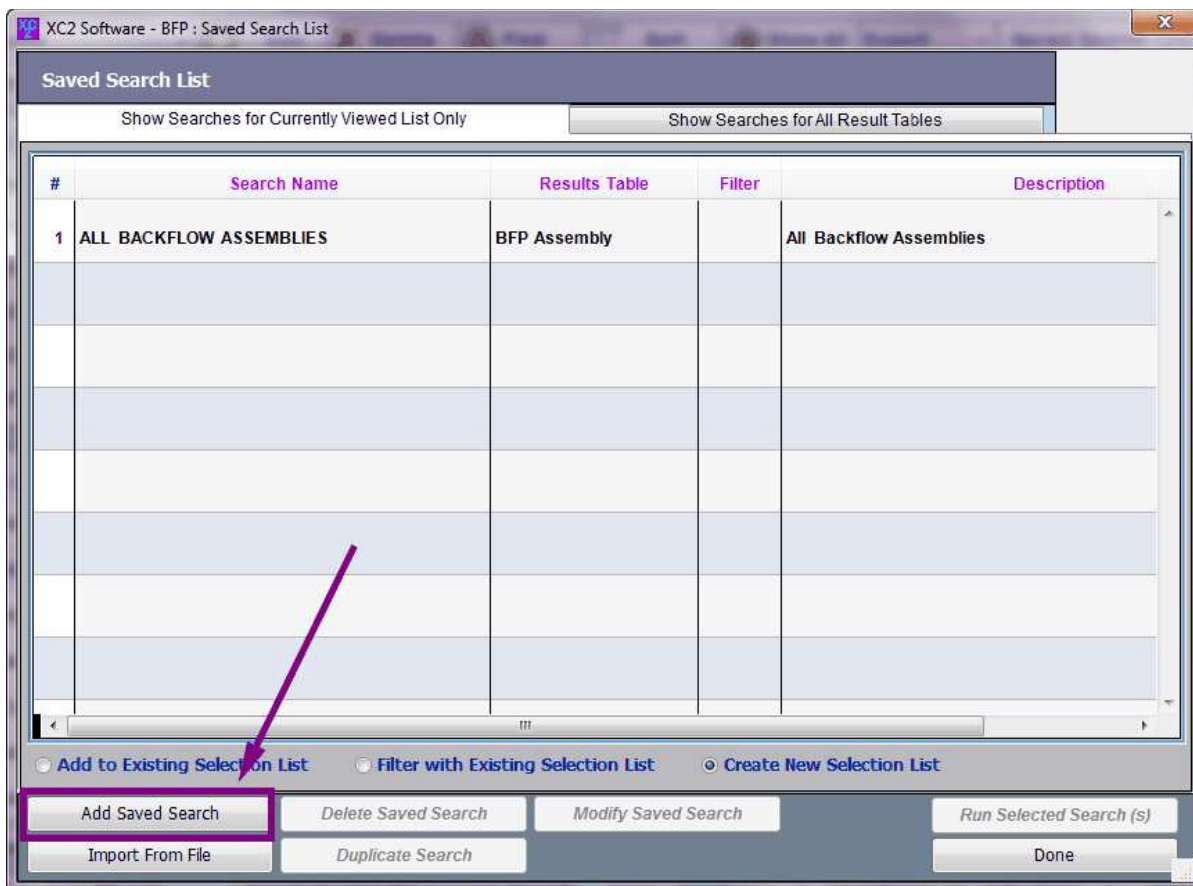 XC2 Software - BFP : Saved Search List
Saved Search List
Show Searches for Currently Viewed List Only Show Searches for All Result Tables
# Search Name Results Table Filter Description
1 ALL BACKFLOW ASSEMBLIES BFP Assembly All Backflow Assemblies
Add to Existing Selection List Filter with Existing Selection List Create New Selection List
Add Saved Search Delete Saved Search Modify Saved Search Run Selected Search (s)
Import From File Duplicate Search Done